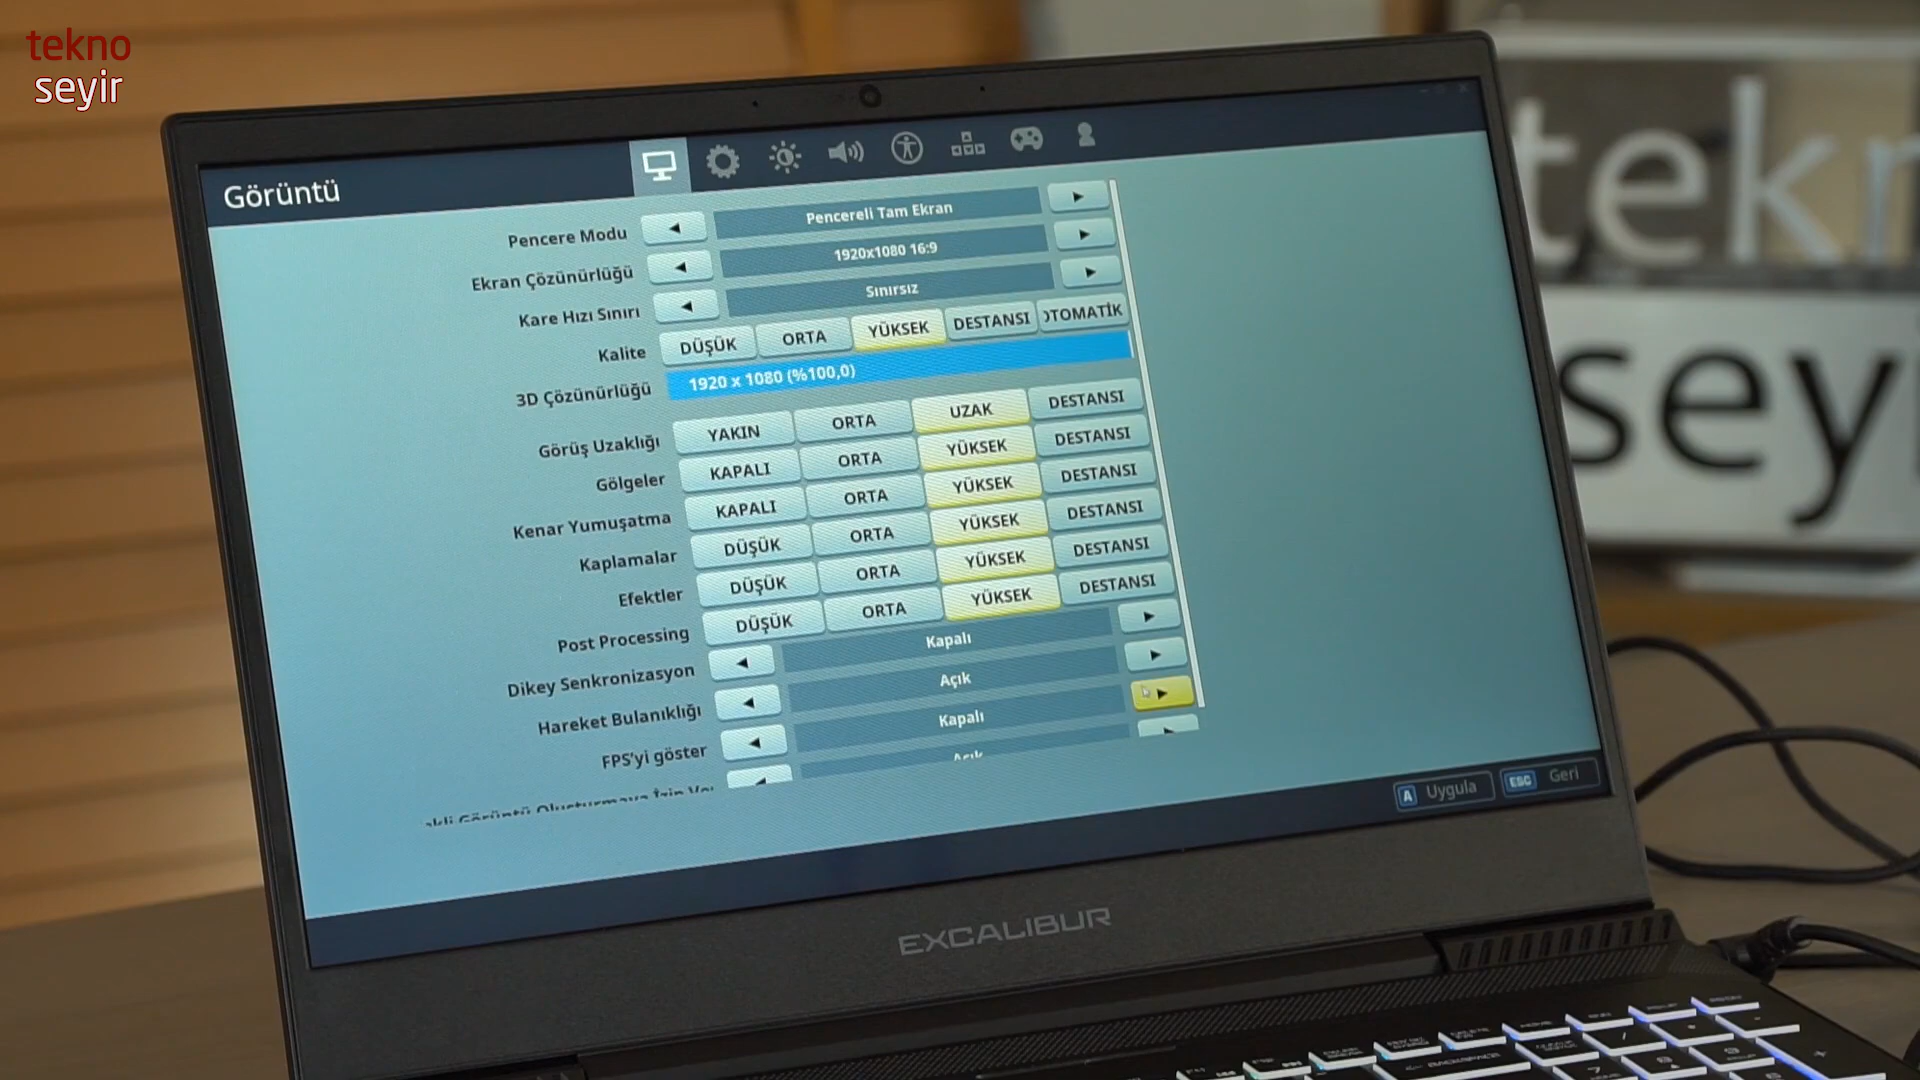 tekno
seyir
Görüntü
Pencere Modu Pencereli Tam Ekran
Ekran Çözünürlüğü 1920x1080 16:9
Kare Hızı Sınırı Sınırsız
Kalite DÜŞÜK ORTA YÜKSEK DESTANSI OTOMATİK
3D Çözünürlüğü 1920 x 1080 (%100,0)
Görüş Uzaklığı YAKIN ORTA UZAK DESTANSI
Gölgeler KAPALI ORTA YÜKSEK DESTANSI
Kenar Yumuşatma KAPALI ORTA YÜKSEK DESTANSI
Kaplamalar DÜŞÜK ORTA YÜKSEK DESTANSI
Efektler DÜŞÜK ORTA YÜKSEK DESTANSI
Post Processing DÜŞÜK ORTA YÜKSEK DESTANSI
Dikey Senkronizasyon Kapalı
Hareket Bulanıklığı Açık
FPS'yi göster Kapalı
A Uygula ESC Geri
EXCALIBUR
tekn
sey